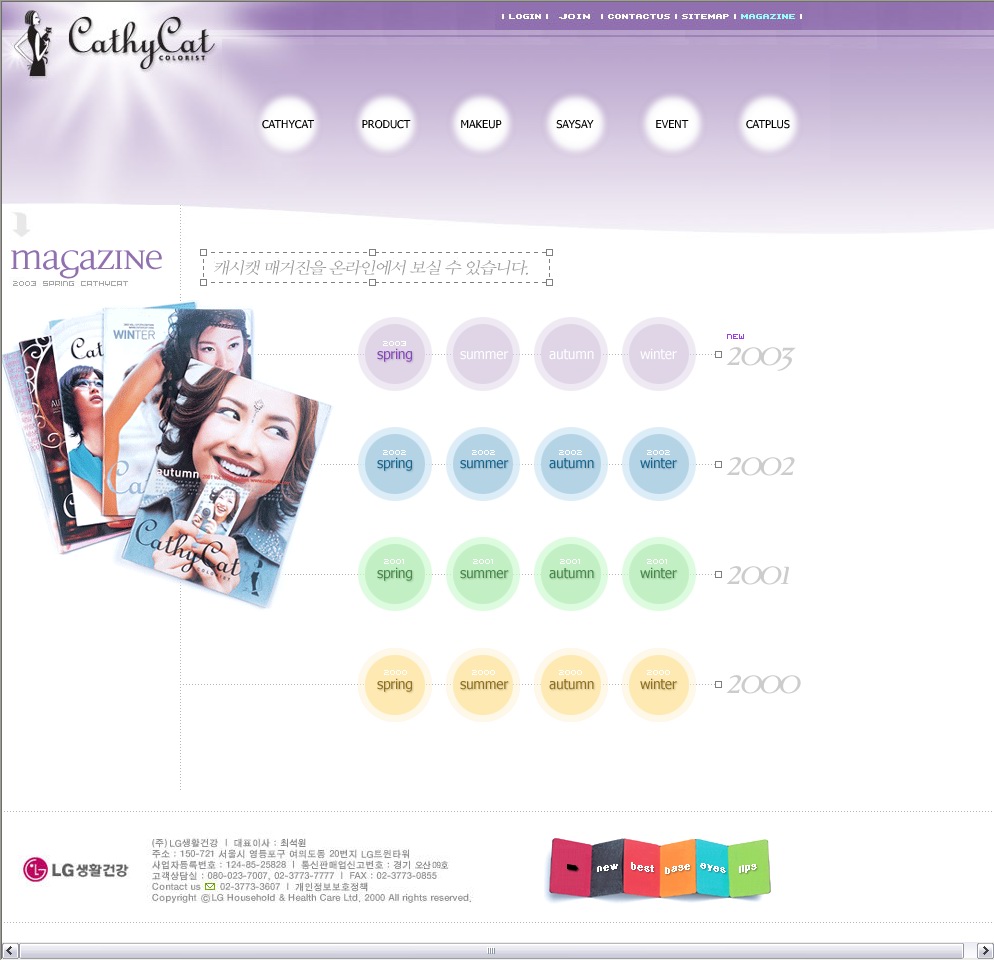 LOGIN JOIN CONTACTUS SITEMAP MAGAZINE
CathyCat
COLORIST
CATHYCAT PRODUCT MAKEUP SAYSAY EVENT CATPLUS
magazine
2003 SPRING CATHYCAT
캐시캣 매거진을 온라인에서 보실 수 있습니다.
WINTER
Cat
autumn
CathyCat
COLORIST
NEW
2003 spring summer autumn winter 2003
2002 spring 2002 summer 2002 autumn 2002 winter 2002
2001 spring 2001 summer 2001 autumn 2001 winter 2001
2000 spring 2000 summer 2000 autumn 2000 winter 2000
LG생활건강
(주) LG생활건강 | 대표이사 : 최석원
주소 : 150-721 서울시 영등포구 여의도동 20번지 LG트윈타워
사업자등록번호 : 124-85-25828 | 통신판매업신고번호 : 경기 오산09호
고객상담실 : 080-023-7007, 02-3773-7777 | FAX : 02-3773-0855
Contact us 02-3773-3607 | 개인정보보호정책
Copyright ©LG Household & Health Care Ltd. 2000 All rights reserved.
new best base eyes lips